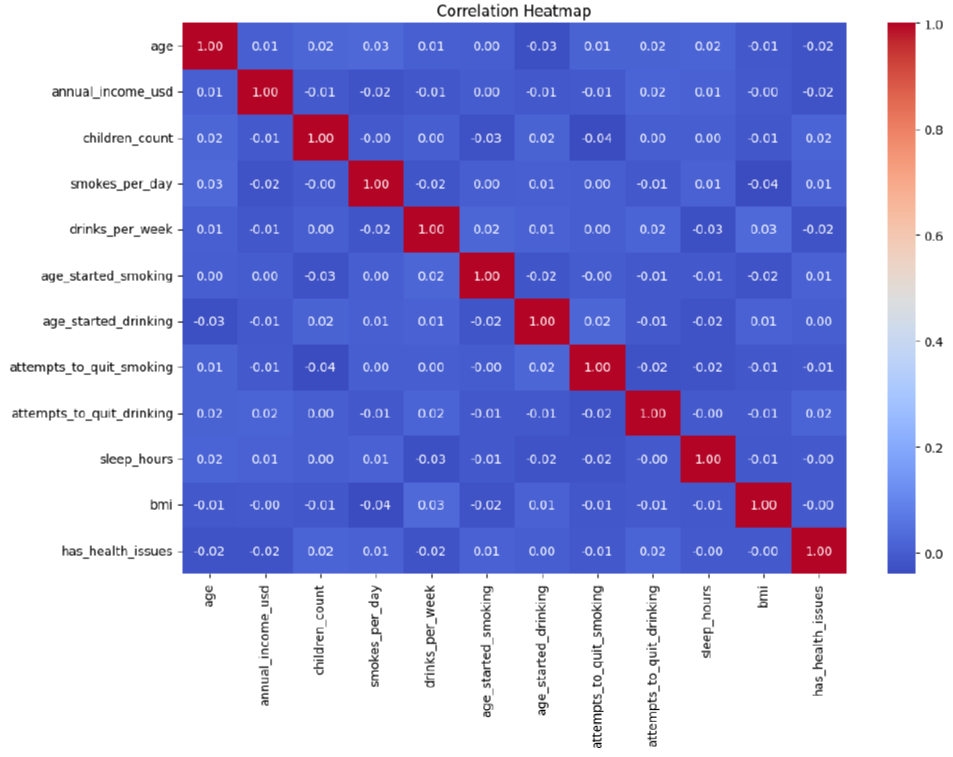 Correlation Heatmap
age 1.00 0.01 0.02 0.03 0.01 0.00 -0.03 0.01 0.02 0.02 -0.01 -0.02
annual_income_usd 0.01 1.00 -0.01 -0.02 -0.01 0.00 -0.01 -0.01 0.02 0.01 -0.00 -0.02
children_count 0.02 -0.01 1.00 -0.00 0.00 -0.03 0.02 -0.04 0.00 0.00 -0.01 0.02
smokes_per_day 0.03 -0.02 -0.00 1.00 -0.02 0.00 0.01 0.00 -0.01 0.01 -0.04 0.01
drinks_per_week 0.01 -0.01 0.00 -0.02 1.00 0.02 0.01 0.00 0.02 -0.03 0.03 -0.02
age_started_smoking 0.00 0.00 -0.03 0.00 0.02 1.00 -0.02 -0.00 -0.01 -0.01 -0.02 0.01
age_started_drinking -0.03 -0.01 0.02 0.01 0.01 -0.02 1.00 0.02 -0.01 -0.02 0.01 0.00
attempts_to_quit_smoking 0.01 -0.01 -0.04 0.00 0.00 -0.00 0.02 1.00 -0.02 -0.02 -0.01 -0.01
attempts_to_quit_drinking 0.02 0.02 0.00 -0.01 0.02 -0.01 -0.01 -0.02 1.00 -0.00 -0.01 0.02
sleep_hours 0.02 0.01 0.00 0.01 -0.03 -0.01 -0.02 -0.02 -0.00 1.00 -0.01 -0.00
bmi -0.01 -0.00 -0.01 -0.04 0.03 -0.02 0.01 -0.01 -0.01 -0.01 1.00 -0.00
has_health_issues -0.02 -0.02 0.02 0.01 -0.02 0.01 0.00 -0.01 0.02 -0.00 -0.00 1.00
age
annual_income_usd
children_count
smokes_per_day
drinks_per_week
age_started_smoking
age_started_drinking
attempts_to_quit_smoking
attempts_to_quit_drinking
sleep_hours
bmi
has_health_issues
1.0
0.8
0.6
0.4
0.2
0.0